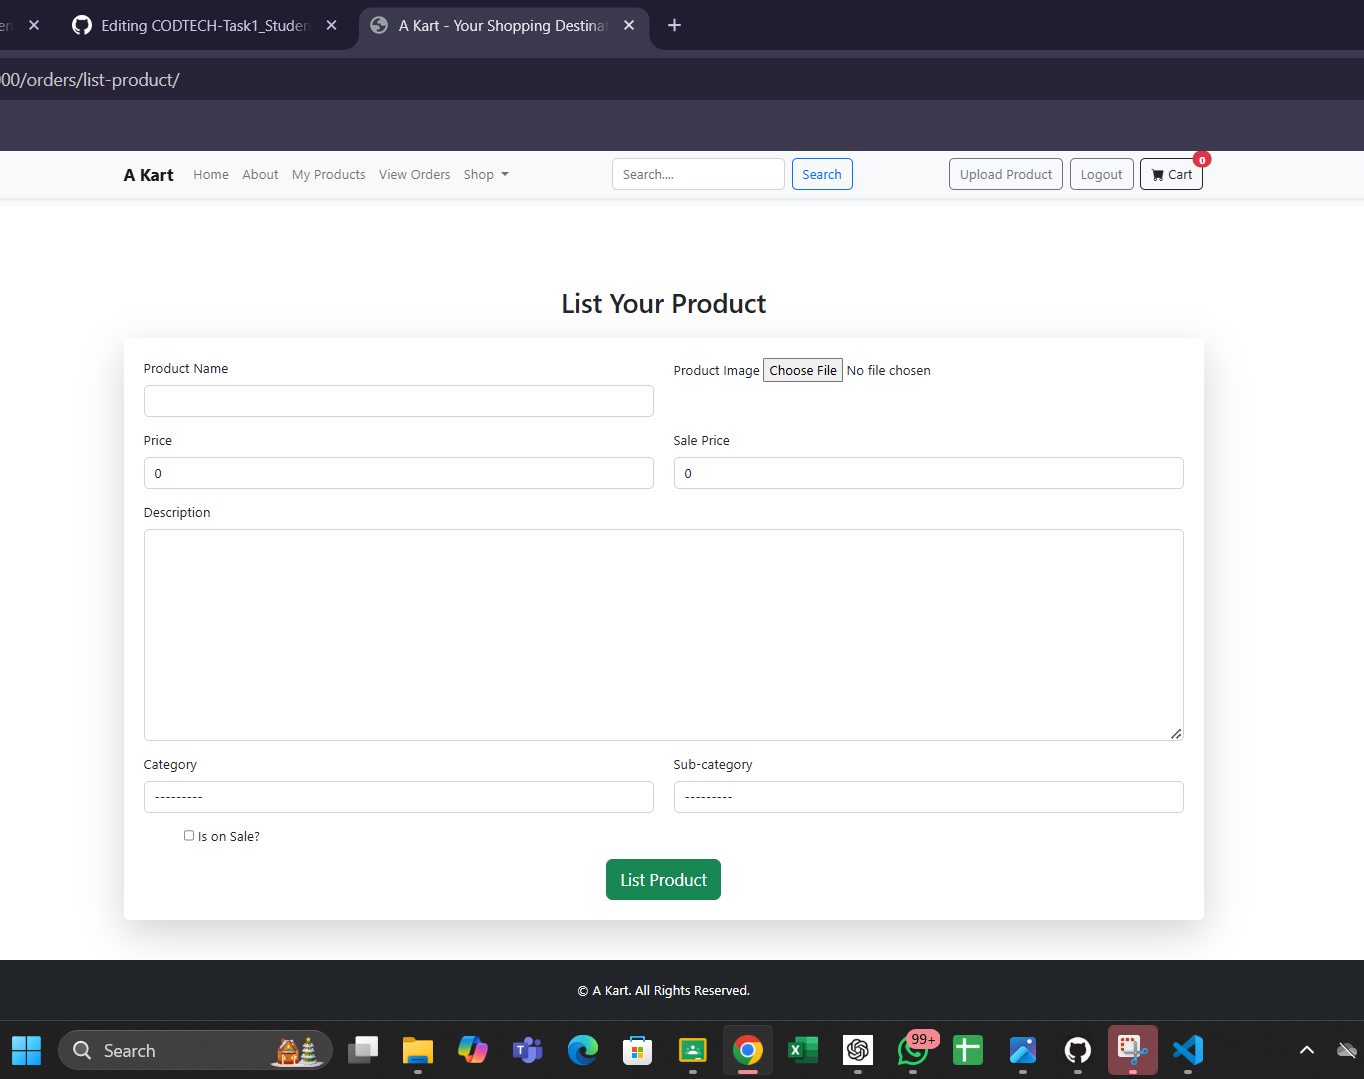 en
Editing CODTECH-Task1_Studen
A Kart - Your Shopping Destinat
00/orders/list-product/
A Kart Home About My Products View Orders Shop Search.... Search Upload Product Logout Cart 0
List Your Product
Product Name
Product Image Choose File No file chosen
Price
Sale Price
0
0
Description
Category
Sub-category
---------
---------
Is on Sale?
List Product
© A Kart. All Rights Reserved.
Search
99+